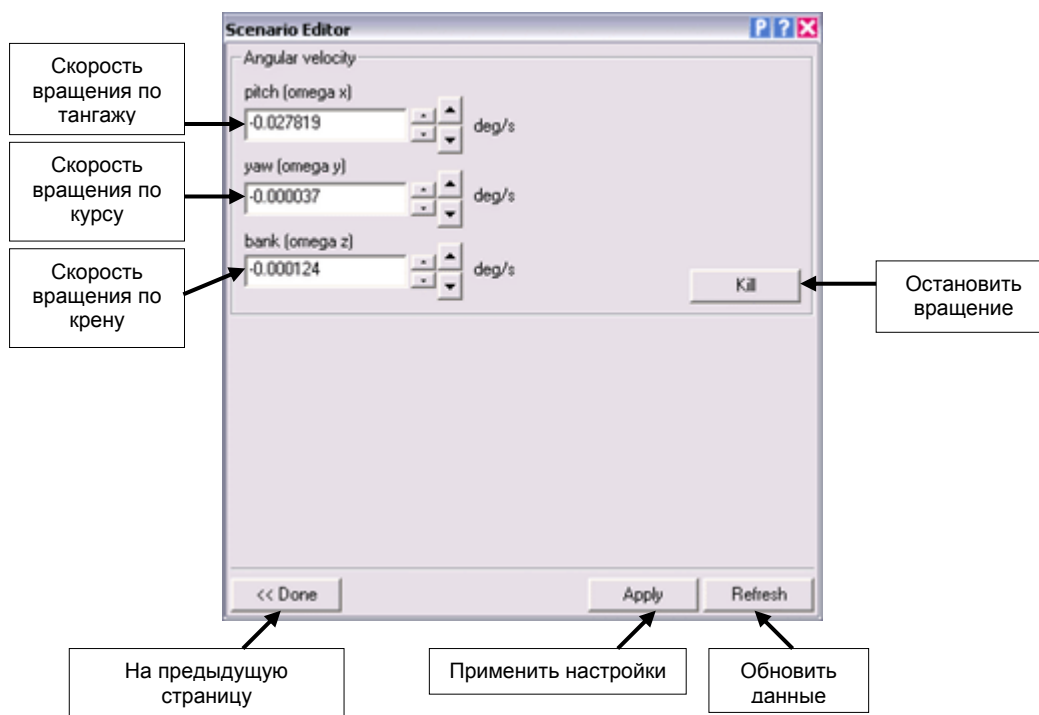 Scenario Editor
P ? X
Angular velocity
Скорость
вращения по
тангажу
pitch (omega x)
-0.027819
deg/s
Скорость
вращения по
курсу
yaw (omega y)
-0.000037
deg/s
Скорость
вращения по
крену
bank (omega z)
-0.000124
deg/s
Kill
Остановить
вращение
<< Done
Apply
Refresh
На предыдущую
страницу
Применить настройки
Обновить
данные